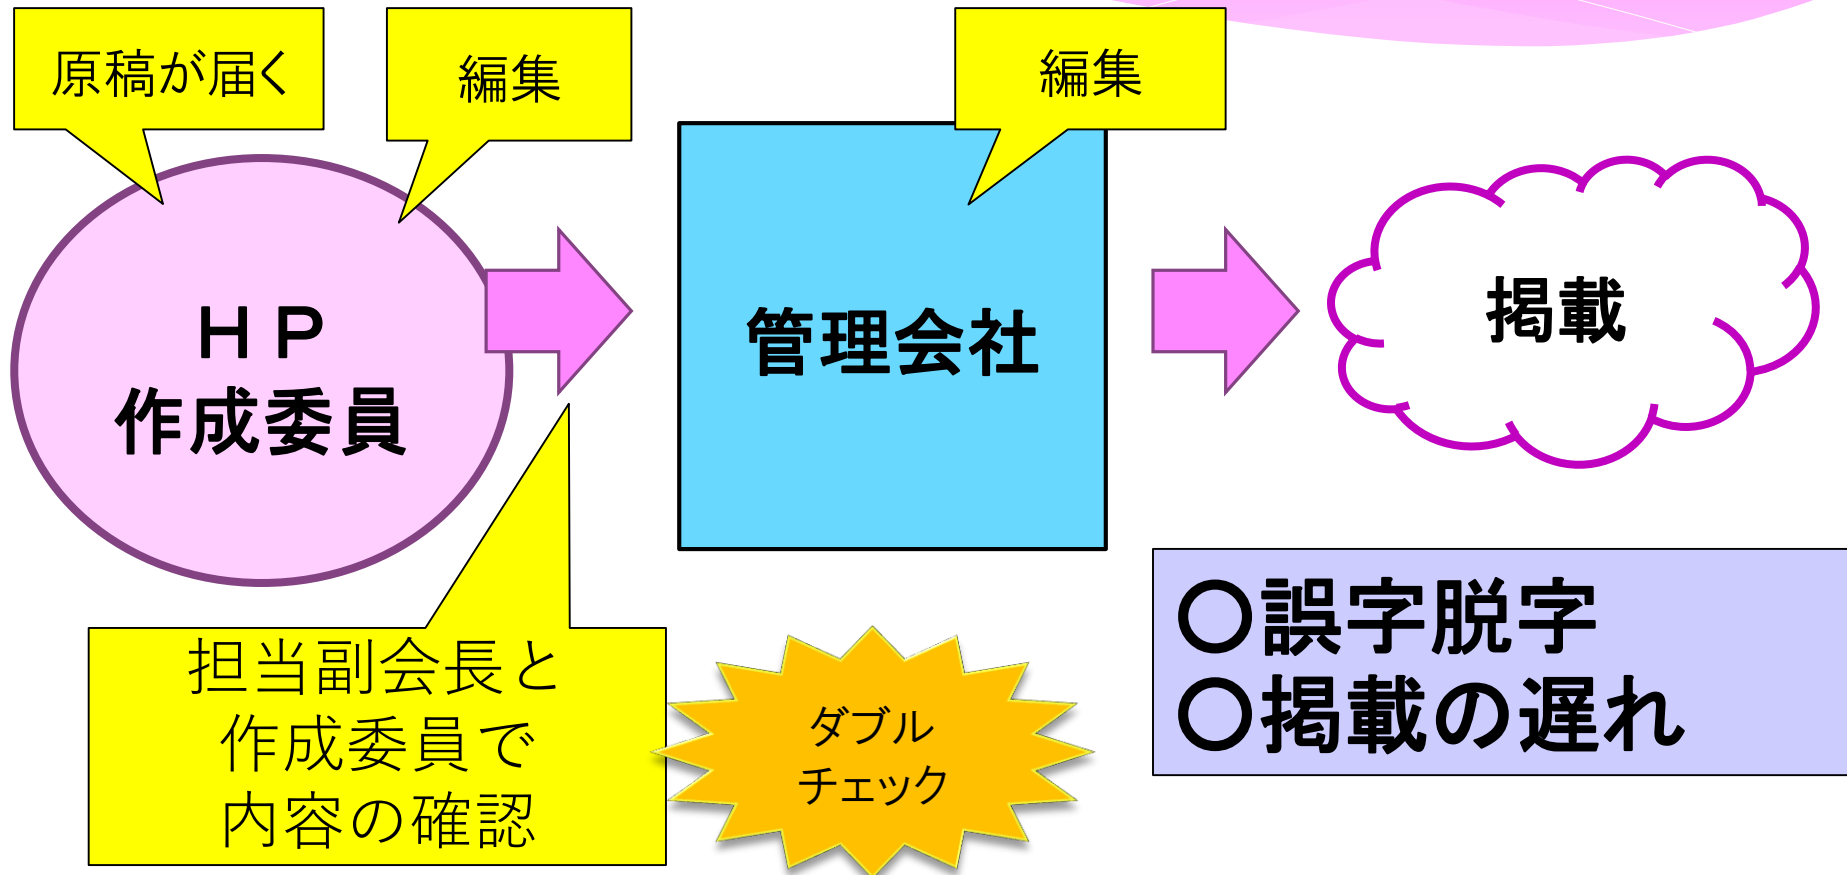 原稿が届く
編集
編集
ＨＰ
作成委員
管理会社
掲載
担当副会長と
作成委員で
内容の確認
ダブル
チェック
〇誤字脱字
〇掲載の遅れ